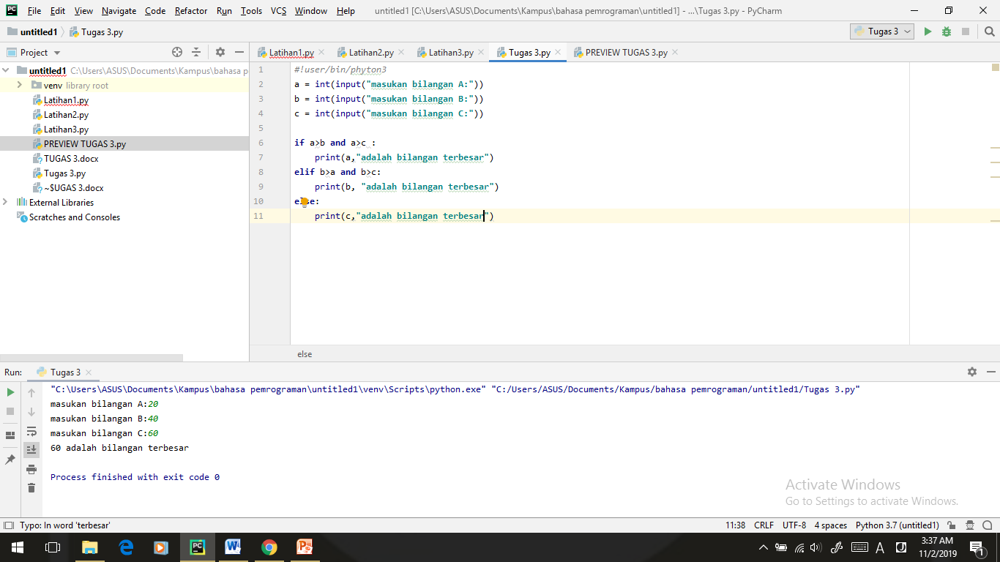 File Edit View Navigate Code Refactor Run Tools VCS Window Help untitled1 [C:\Users\ASUS\Documents\Kampus\bahasa pemrograman\untitled1] - ...\Tugas 3.py - PyCharm
untitled1 Tugas 3.py Tugas 3
Project Latihan1.py Latihan2.py Latihan3.py Tugas 3.py PREVIEW TUGAS 3.py
untitled1 C:\Users\ASUS\Documents\Kampus\bahasa p
venv library root
Latihan1.py
Latihan2.py
Latihan3.py
PREVIEW TUGAS 3.py
TUGAS 3.docx
Tugas 3.py
~$UGAS 3.docx
External Libraries
Scratches and Consoles
1 #!user/bin/phyton3
2 a = int(input("masukan bilangan A:"))
3 b = int(input("masukan bilangan B:"))
4 c = int(input("masukan bilangan C:"))
5
6 if a>b and a>c :
7 print(a,"adalah bilangan terbesar")
8 elif b>a and b>c:
9 print(b, "adalah bilangan terbesar")
10 else:
11 print(c,"adalah bilangan terbesar")
else
Run: Tugas 3
"C:\Users\ASUS\Documents\Kampus\bahasa pemrograman\untitled1\venv\Scripts\python.exe" "C:/Users/ASUS/Documents/Kampus/bahasa pemrograman/untitled1/Tugas 3.py"
masukan bilangan A:20
masukan bilangan B:40
masukan bilangan C:60
60 adalah bilangan terbesar
Process finished with exit code 0
Activate Windows
Go to Settings to activate Windows.
Typo: In word 'terbesar' 11:38 CRLF UTF-8 4 spaces Python 3.7 (untitled1)
3:37 AM
11/2/2019
1